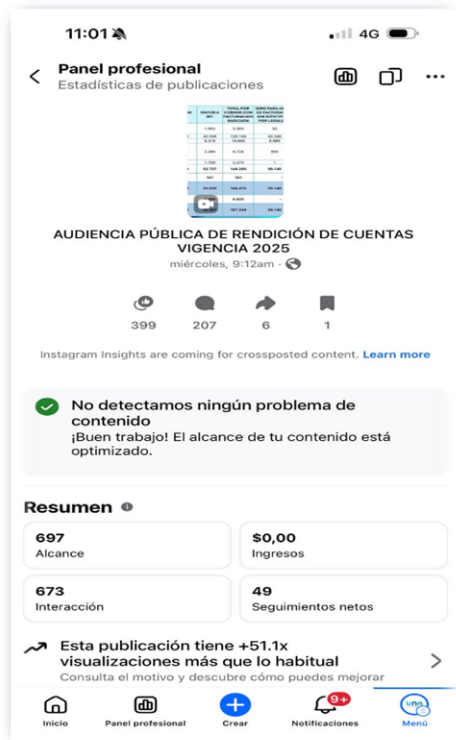 11:01
4G
Panel profesional
Estadísticas de publicaciones
AUDIENCIA PÚBLICA DE RENDICIÓN DE CUENTAS
VIGENCIA 2025
miércoles, 9:12am ·
399 207 6 1
Instagram Insights are coming for crossposted content. Learn more
No detectamos ningún problema de
contenido
¡Buen trabajo! El alcance de tu contenido está
optimizado.
Resumen
697
Alcance
$0,00
Ingresos
673
Interacción
49
Seguimientos netos
Esta publicación tiene +51.1x
visualizaciones más que lo habitual
Consulta el motivo y descubre cómo puedes mejorar
9+
Inicio Panel profesional Crear Notificaciones Menú